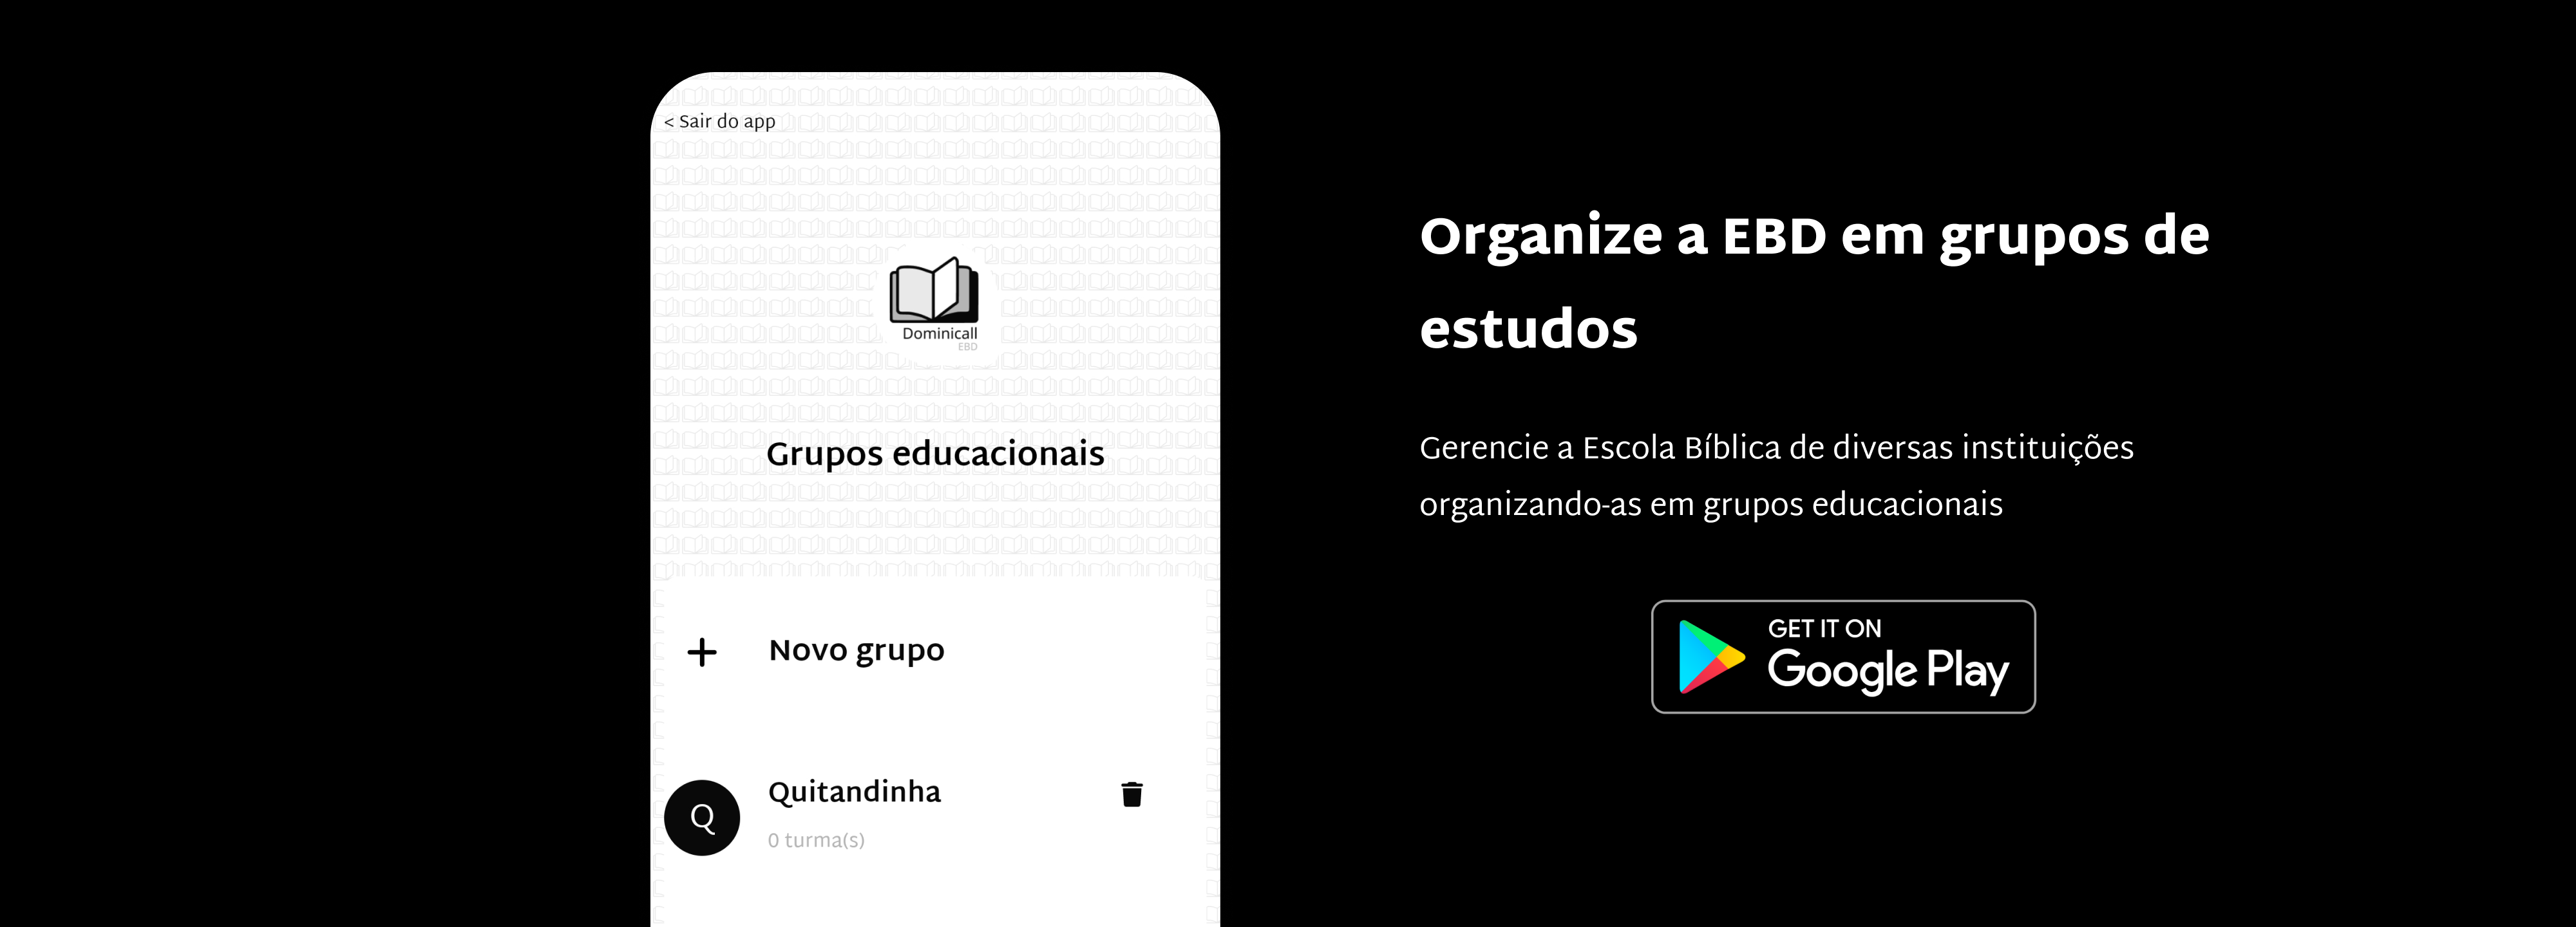 < Sair do app
Dominicall
EBD
Grupos educacionais
Novo grupo
Q
Quitandinha
0 turma(s)
Organize a EBD em grupos de
estudos
Gerencie a Escola Bíblica de diversas instituições
organizando-as em grupos educacionais
GET IT ON
Google Play